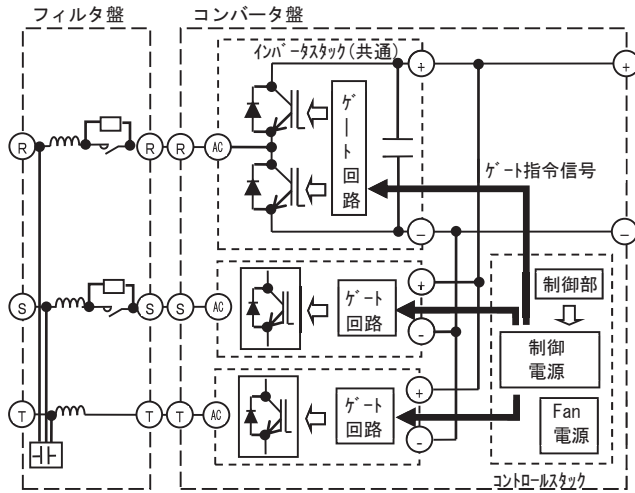 フィルタ盤
コンバータ盤
インバータスタック(共通)
+
+
R
R
R
AC
ゲート回路
ゲート指令信号
−
−
S
S
S
AC
ゲート
回路
+
-
制御部
制御
電源
T
T
T
AC
ゲート
回路
+
-
Fan
電源
コントロールスタック